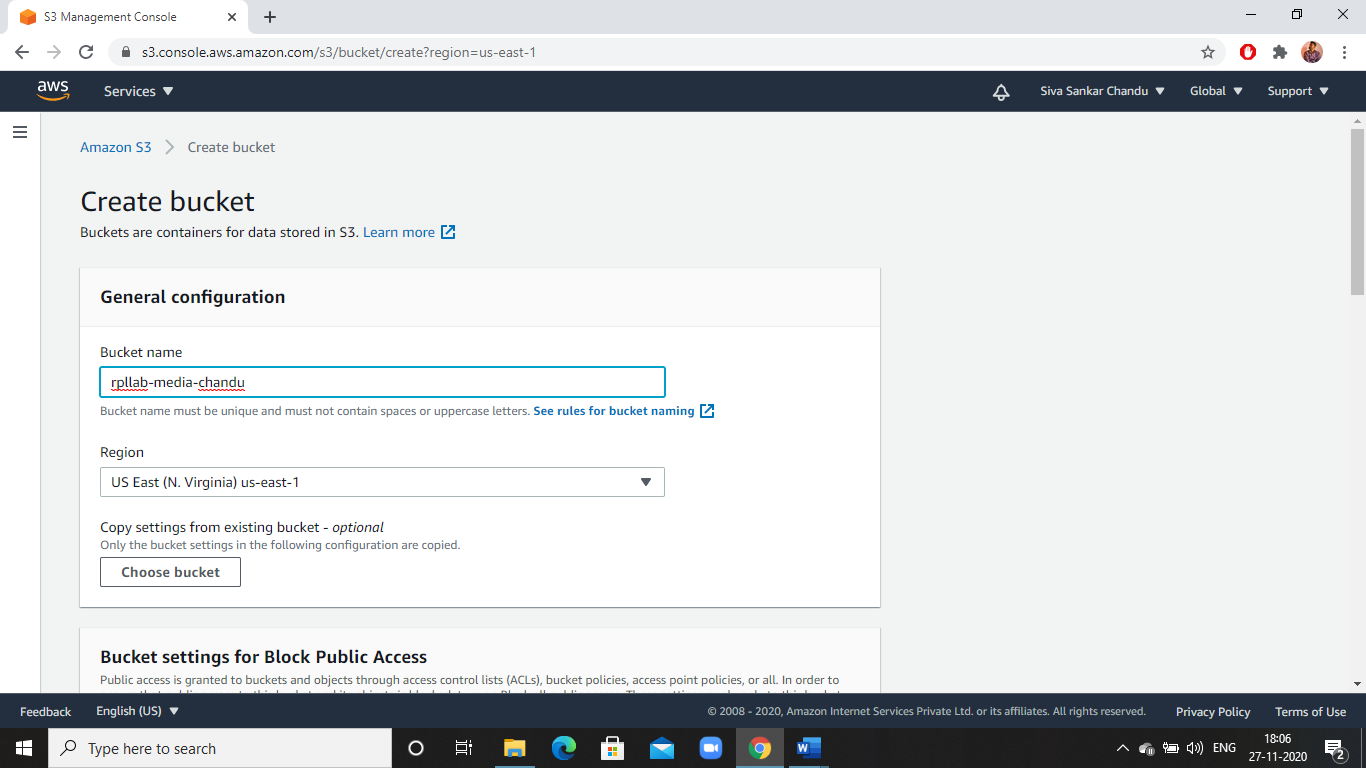 S3 Management Console
s3.console.aws.amazon.com/s3/bucket/create?region=us-east-1
aws Services Siva Sankar Chandu Global Support
Amazon S3 Create bucket
Create bucket
Buckets are containers for data stored in S3. Learn more
General configuration
Bucket name
rpllab-media-chandu
Bucket name must be unique and must not contain spaces or uppercase letters. See rules for bucket naming
Region
US East (N. Virginia) us-east-1
Copy settings from existing bucket - optional
Only the bucket settings in the following configuration are copied.
Choose bucket
Bucket settings for Block Public Access
Public access is granted to buckets and objects through access control lists (ACLs), bucket policies, access point policies, or all. In order to
Feedback English (US) © 2008 - 2020, Amazon Internet Services Private Ltd. or its affiliates. All rights reserved. Privacy Policy Terms of Use
Type here to search
ENG
18:06
27-11-2020
2